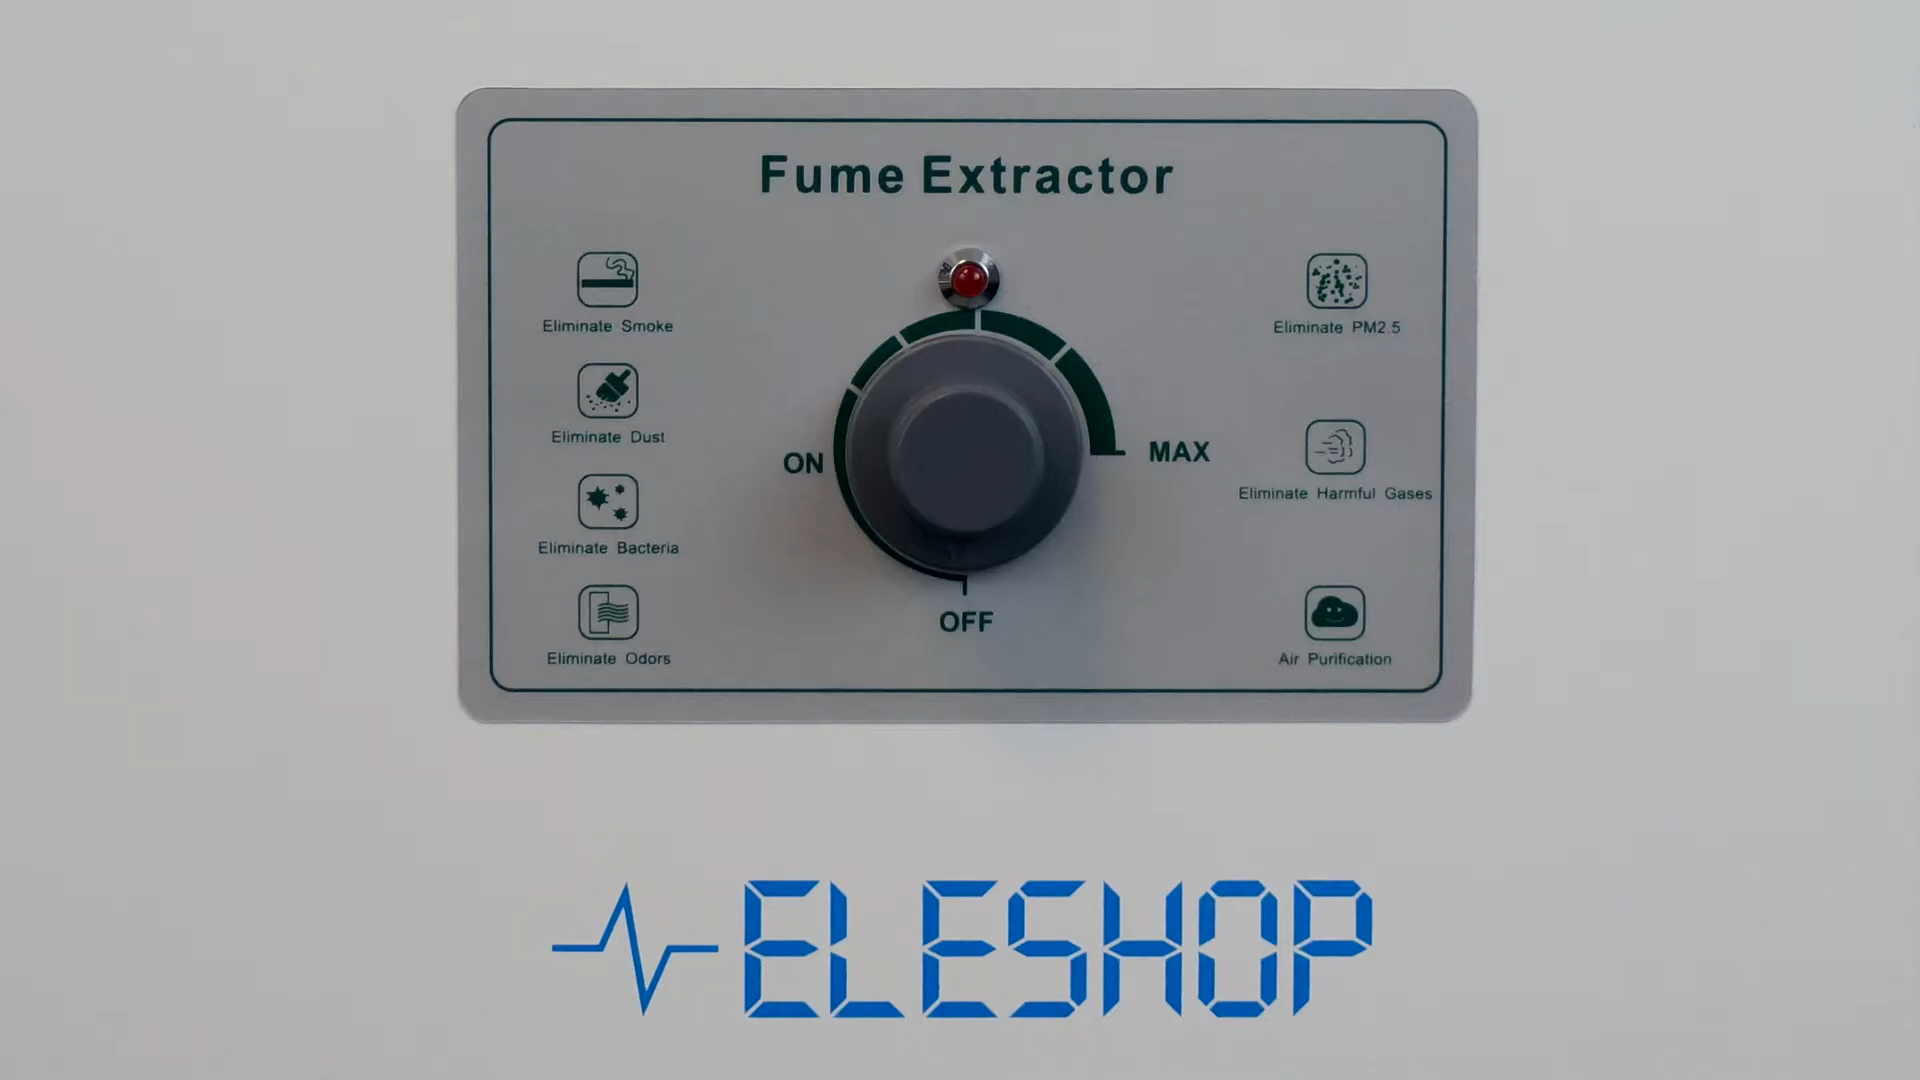 Fume Extractor
Eliminate Smoke
Eliminate Dust
Eliminate Bacteria
Eliminate Odors
ON
OFF
MAX
Eliminate PM2.5
Eliminate Harmful Gases
Air Purification
ELESHOP